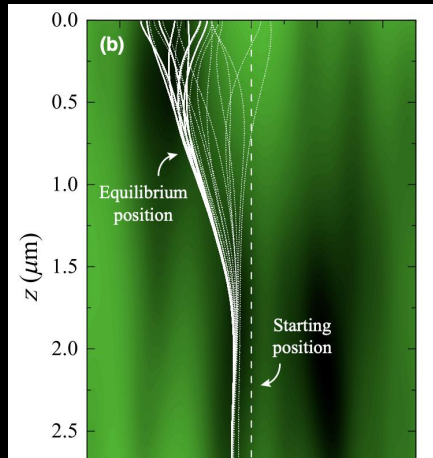 0.0
(b)
0.5
Equilibrium
position
1.0
z (μm)
1.5
Starting
position
2.0
2.5